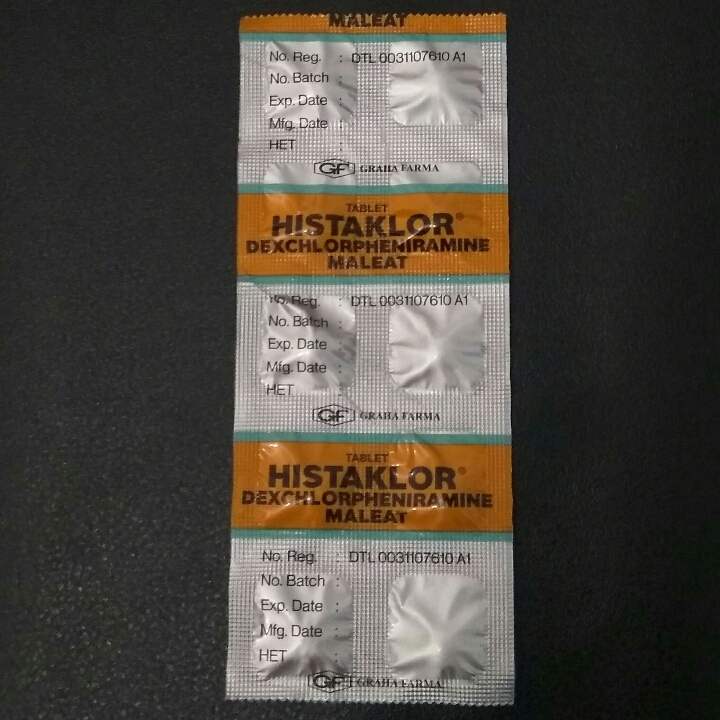 MALEAT
No. Reg. : DTL 0031107610 A1
No. Batch :
Exp. Date :
Mfg. Date :
HET :
GF GRAHA FARMA
TABLET
HISTAKLOR®
DEXCHLORPHENIRAMINE
MALEAT
No. Reg. : DTL 0031107610 A1
No. Batch :
Exp. Date :
Mfg. Date :
HET :
GF GRAHA FARMA
TABLET
HISTAKLOR®
DEXCHLORPHENIRAMINE
MALEAT
No. Reg. : DTL 0031107610 A1
No. Batch :
Exp. Date :
Mfg. Date :
HET :
GF GRAHA FARMA